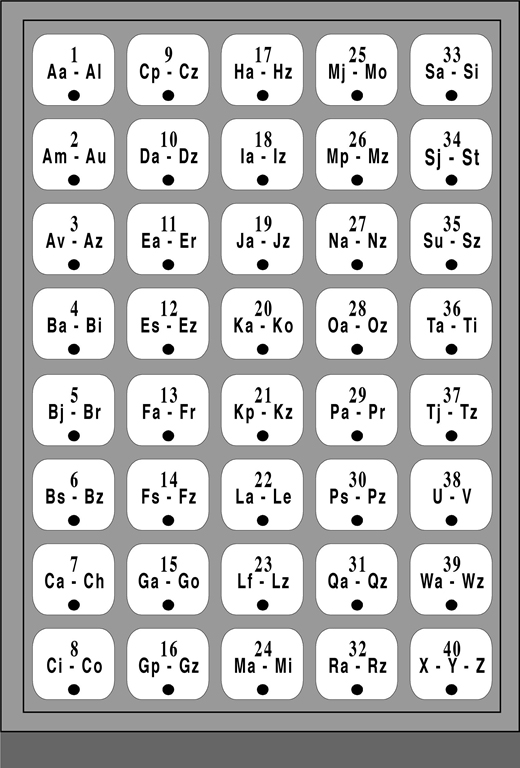 1
Aa - Al
2
Am - Au
3
Av - Az
4
Ba - Bi
5
Bj - Br
6
Bs - Bz
7
Ca - Ch
8
Ci - Co
9
Cp - Cz
10
Da - Dz
11
Ea - Er
12
Es - Ez
13
Fa - Fr
14
Fs - Fz
15
Ga - Go
16
Gp - Gz
17
Ha - Hz
18
Ia - Iz
19
Ja - Jz
20
Ka - Ko
21
Kp - Kz
22
La - Le
23
Lf - Lz
24
Ma - Mi
25
Mj - Mo
26
Mp - Mz
27
Na - Nz
28
Oa - Oz
29
Pa - Pr
30
Ps - Pz
31
Qa - Qz
32
Ra - Rz
33
Sa - Si
34
Sj - St
35
Su - Sz
36
Ta - Ti
37
Tj - Tz
38
U - V
39
Wa - Wz
40
X - Y - Z